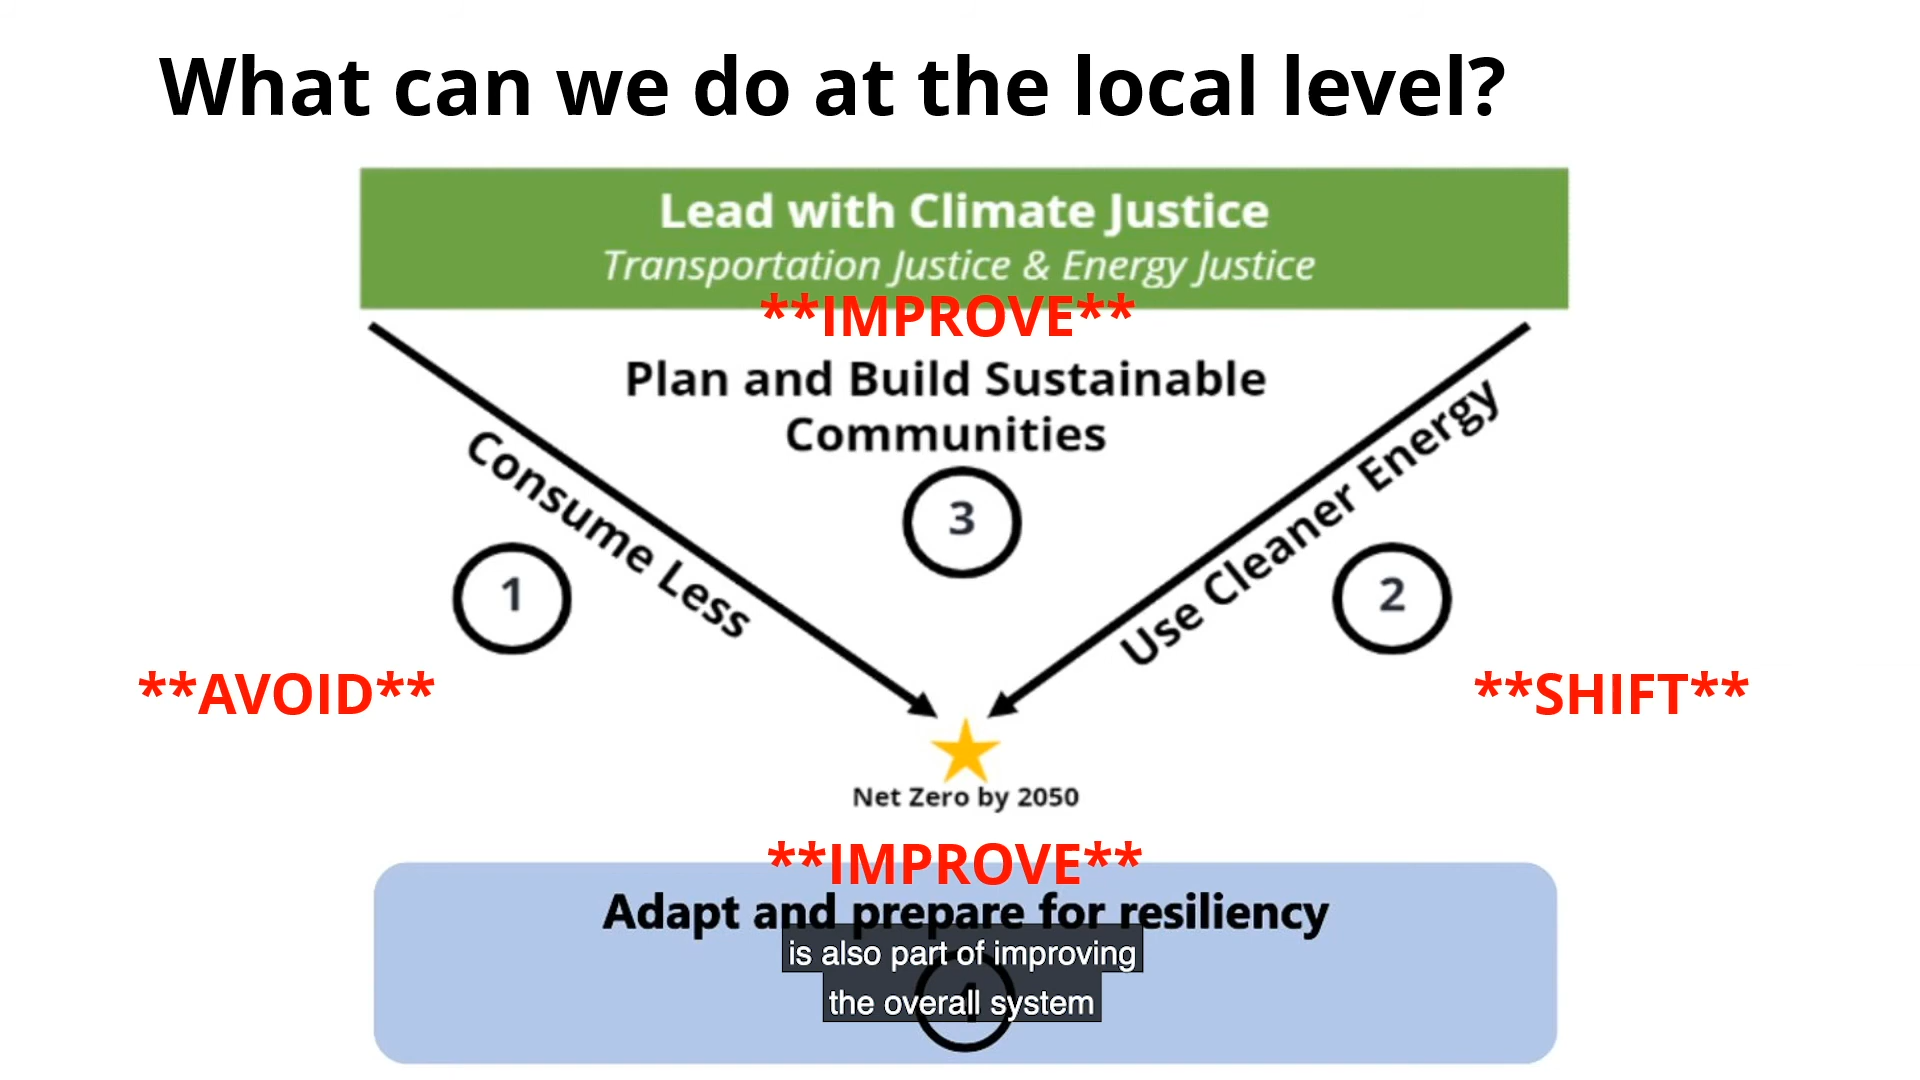 What can we do at the local level?
Lead with Climate Justice
Transportation Justice & Energy Justice
**IMPROVE**
Plan and Build Sustainable
Communities
3
Consume Less
1
**AVOID**
Use Cleaner Energy
2
**SHIFT**
Net Zero by 2050
**IMPROVE**
Adapt and prepare for resiliency
4
is also part of improving
the overall system